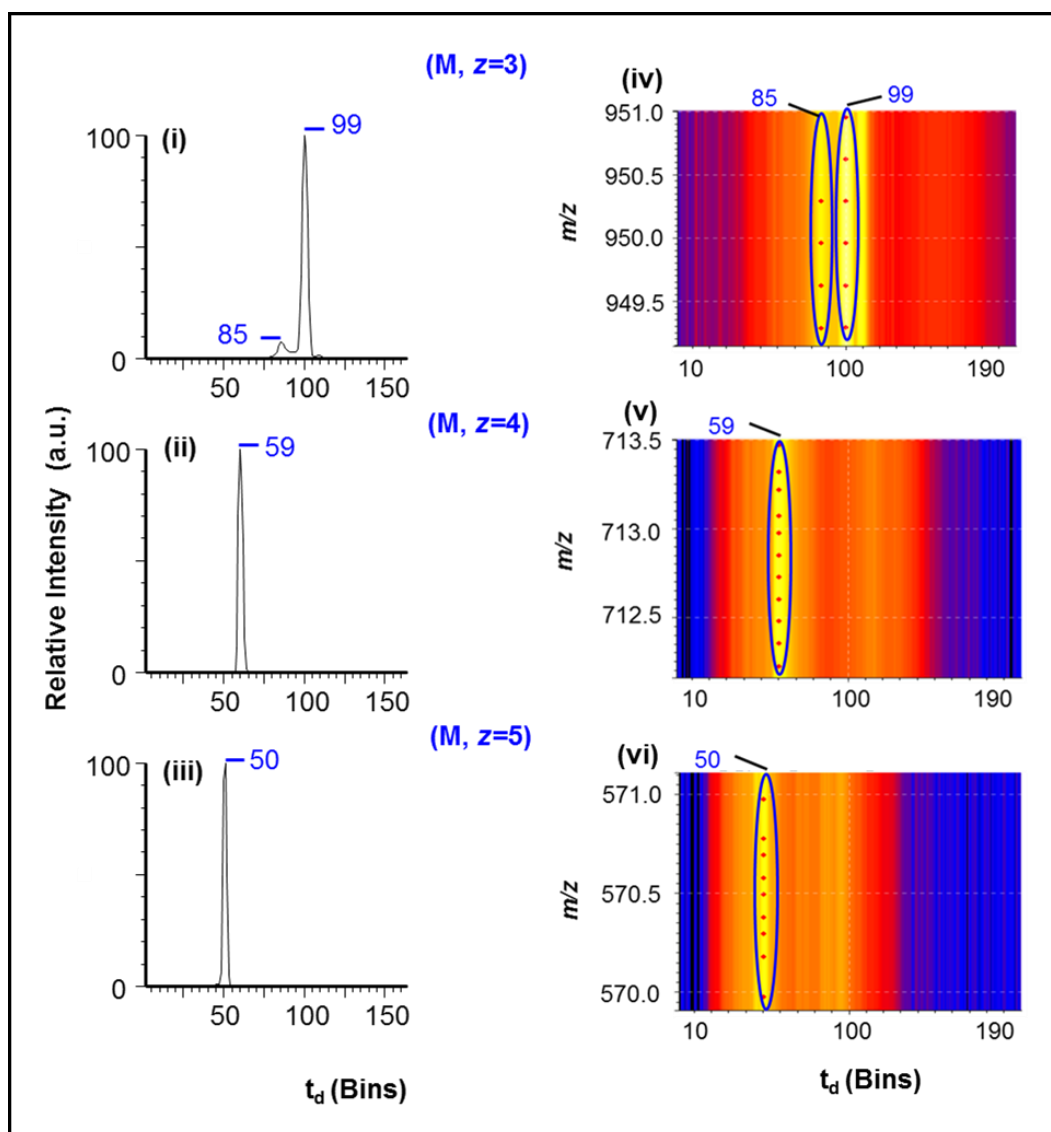 (M, z=3)
(i)
99
85
100
0
50 100 150
(M, z=4)
(ii)
59
100
0
50 100 150
(M, z=5)
(iii)
50
100
0
50 100 150
Relative Intensity (a.u.)
td (Bins)
(iv)
85
99
951.0
950.5
950.0
949.5
m/z
10 100 190
(v)
59
713.5
713.0
712.5
m/z
10 100 190
(vi)
50
571.0
570.5
570.0
m/z
10 100 190
td (Bins)